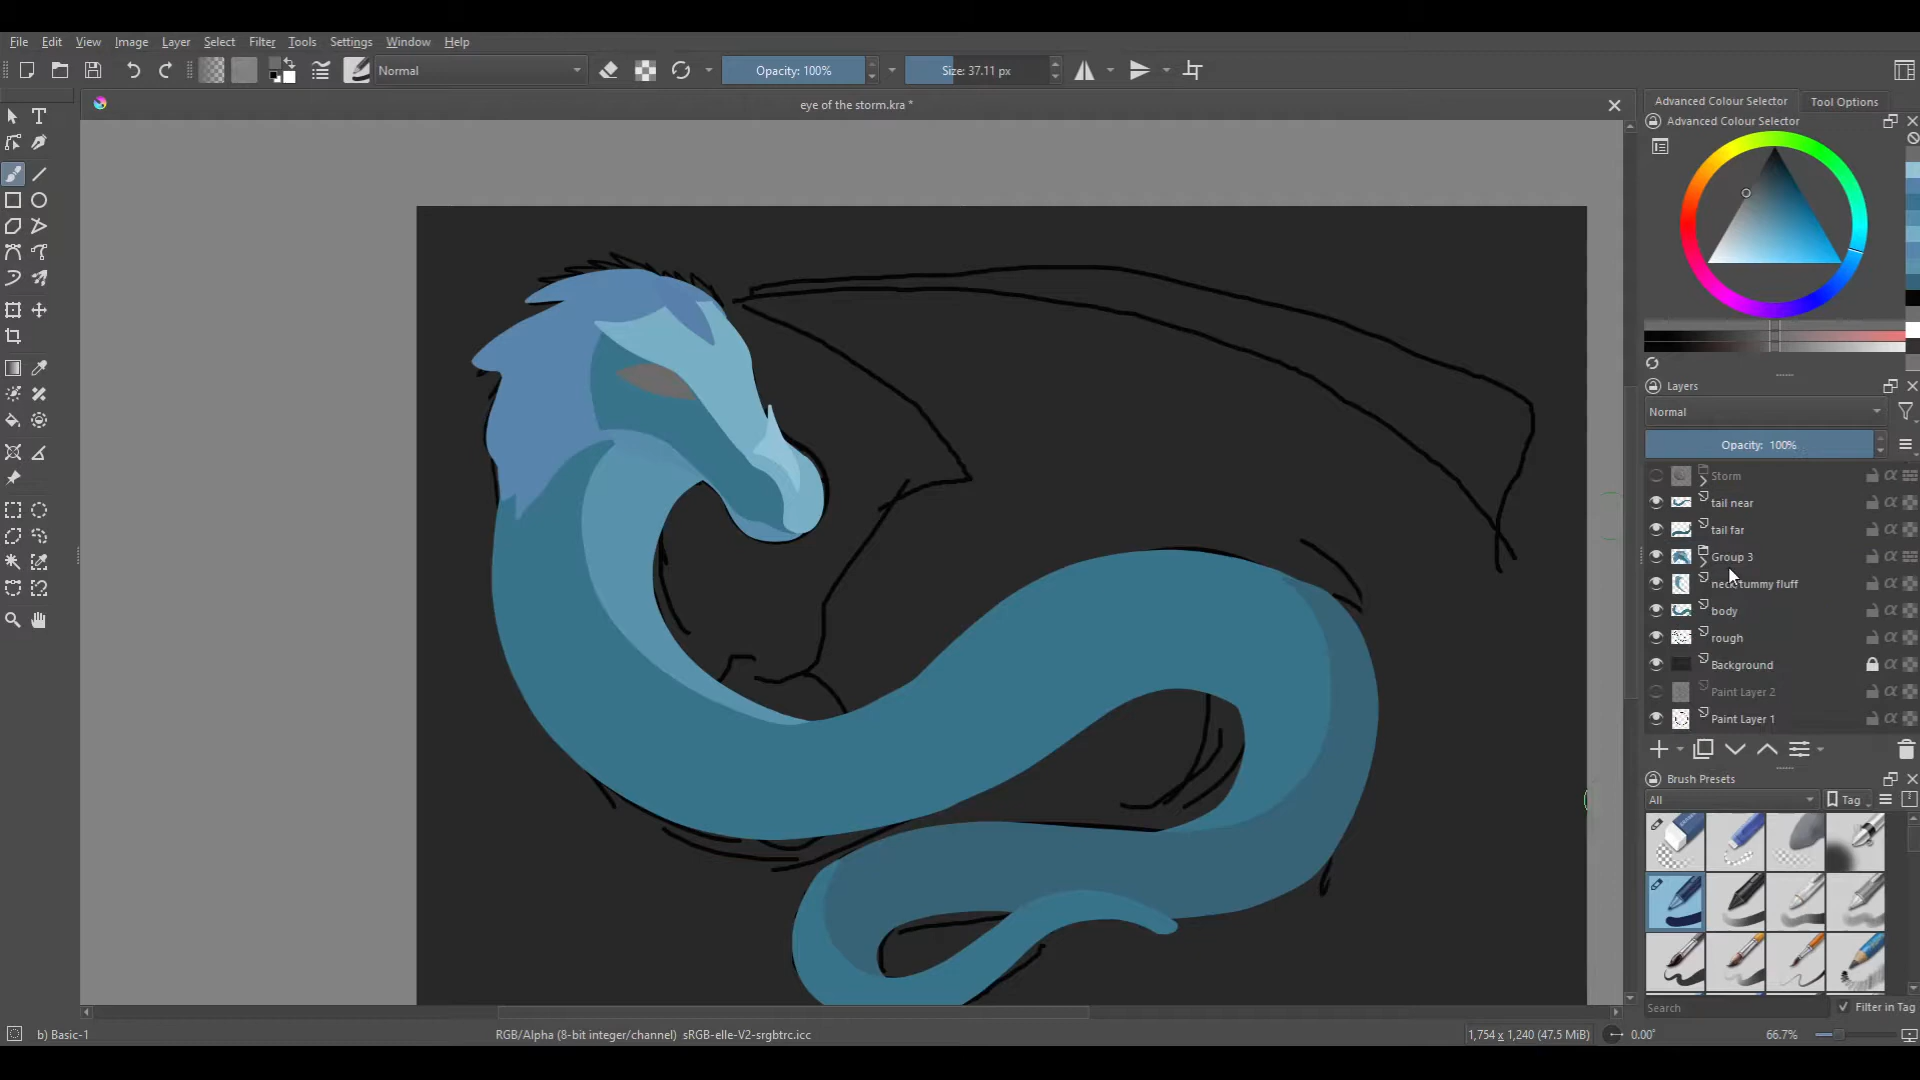 File Edit View Image Layer Select Filter Tools Settings Window Help
Normal
Opacity: 100%
Size: 37.11 px
eye of the storm.kra *
Advanced Colour Selector
Tool Options
Advanced Colour Selector
Layers
Normal
Opacity: 100%
Storm
tail near
tail far
Group 3
neck tummy fluff
body
rough
Background
Paint Layer 2
Paint Layer 1
Brush Presets
All
Tag
Search
Filter in Tag
b) Basic-1
RGB/Alpha (8-bit integer/channel) sRGB-elle-V2-srgbtrc.icc
1,754 x 1,240 (47.5 MiB)
0.00°
66.7%